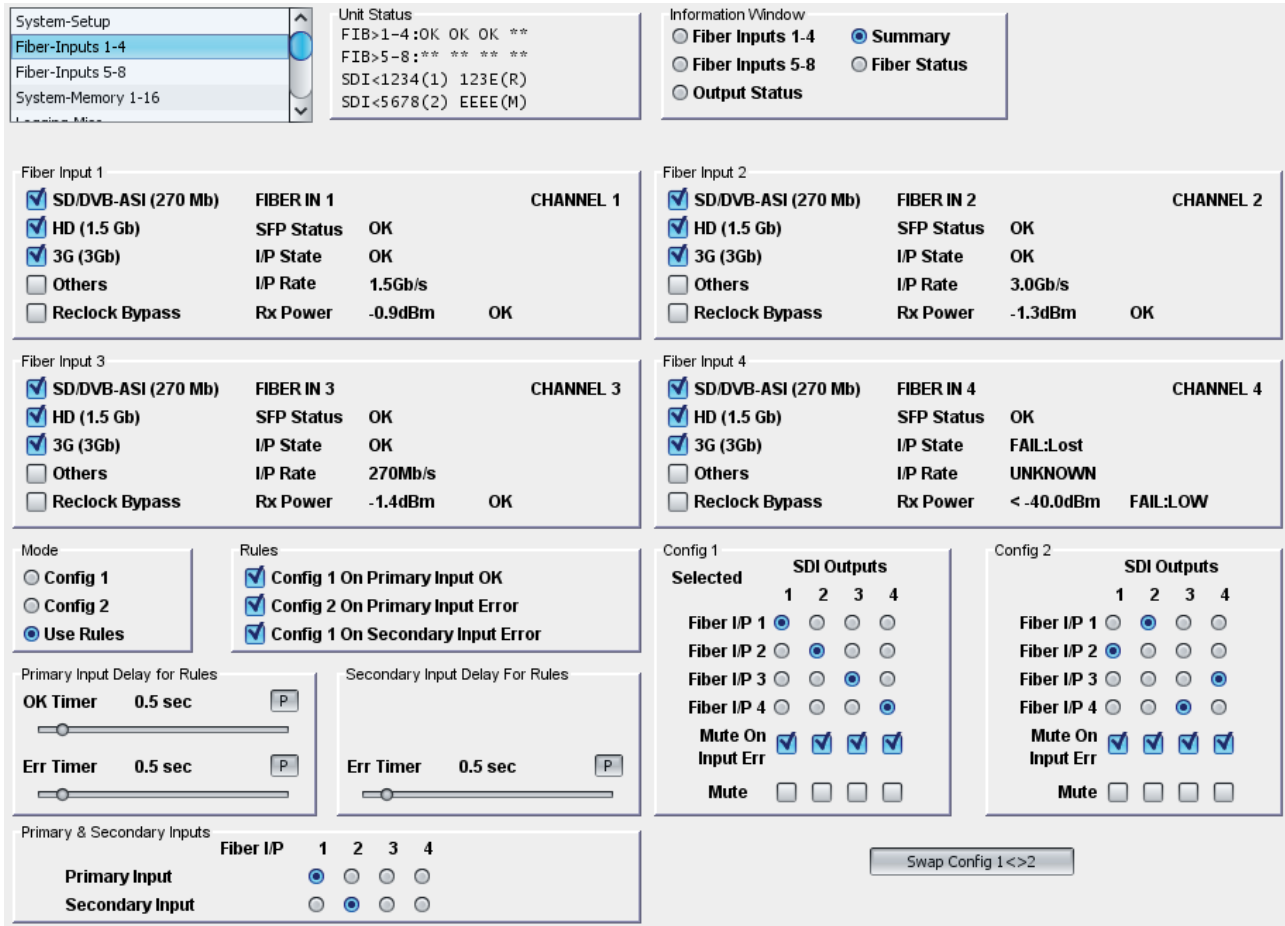 System-Setup
Fiber-Inputs 1-4
Fiber-Inputs 5-8
System-Memory 1-16
Unit Status
FIB>1-4:OK OK OK **
FIB>5-8:** ** ** **
SDI<1234(1) 123E(R)
SDI<5678(2) EEEE(M)
Information Window
Fiber Inputs 1-4 Summary
Fiber Inputs 5-8 Fiber Status
Output Status
Fiber Input 1
SD/DVB-ASI (270 Mb) FIBER IN 1 CHANNEL 1
HD (1.5 Gb) SFP Status OK
3G (3Gb) I/P State OK
Others I/P Rate 1.5Gb/s
Reclock Bypass Rx Power -0.9dBm OK
Fiber Input 2
SD/DVB-ASI (270 Mb) FIBER IN 2 CHANNEL 2
HD (1.5 Gb) SFP Status OK
3G (3Gb) I/P State OK
Others I/P Rate 3.0Gb/s
Reclock Bypass Rx Power -1.3dBm OK
Fiber Input 3
SD/DVB-ASI (270 Mb) FIBER IN 3 CHANNEL 3
HD (1.5 Gb) SFP Status OK
3G (3Gb) I/P State OK
Others I/P Rate 270Mb/s
Reclock Bypass Rx Power -1.4dBm OK
Fiber Input 4
SD/DVB-ASI (270 Mb) FIBER IN 4 CHANNEL 4
HD (1.5 Gb) SFP Status OK
3G (3Gb) I/P State FAIL:Lost
Others I/P Rate UNKNOWN
Reclock Bypass Rx Power < -40.0dBm FAIL:LOW
Mode
Config 1
Config 2
Use Rules
Rules
Config 1 On Primary Input OK
Config 2 On Primary Input Error
Config 1 On Secondary Input Error
Primary Input Delay for Rules
OK Timer 0.5 sec P
Err Timer 0.5 sec P
Secondary Input Delay For Rules
Err Timer 0.5 sec P
Primary & Secondary Inputs
Fiber I/P 1 2 3 4
Primary Input
Secondary Input
Config 1
Selected SDI Outputs
1 2 3 4
Fiber I/P 1
Fiber I/P 2
Fiber I/P 3
Fiber I/P 4
Mute On
Input Err
Mute
Config 2
SDI Outputs
1 2 3 4
Fiber I/P 1
Fiber I/P 2
Fiber I/P 3
Fiber I/P 4
Mute On
Input Err
Mute
Swap Config 1<>2